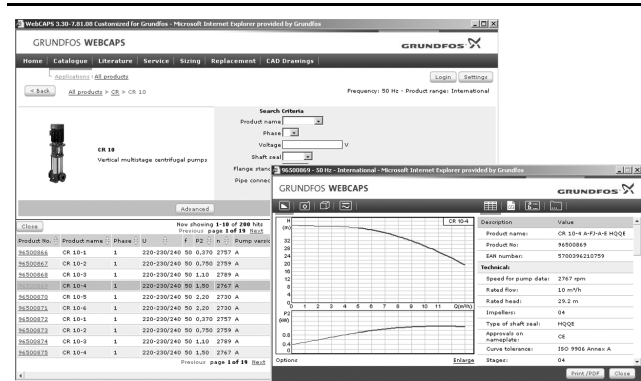 WebCAPS 3.30-7.81.08 Customized for Grundfos - Microsoft Internet Explorer provided by Grundfos
GRUNDFOS WEBCAPS
GRUNDFOS
Home Catalogue Literature Service Sizing Replacement CAD Drawings
Applications | All products
Login Settings
< Back All products > CR > CR 10
Frequency: 50 Hz - Product range: International
Search Criteria
Product name
Phase
Voltage V
Shaft seal
Flange stand
Pipe connec
CR 10
Vertical multistage centrifugal pumps
Advanced
Close
Now showing 1-10 of 200 hits
Previous page 1 of 19 Next
Product No. Product name Phase U f P2 n Pump versio
96500866 CR 10-1 1 220-230/240 50 0,370 2757 A
96500867 CR 10-2 1 220-230/240 50 0,750 2759 A
96500868 CR 10-3 1 220-230/240 50 1,10 2789 A
96500869 CR 10-4 1 220-230/240 50 1,50 2767 A
96500870 CR 10-5 1 220-230/240 50 2,20 2730 A
96500871 CR 10-6 1 220-230/240 50 2,20 2730 A
96500872 CR 10-1 1 220-230/240 50 0,370 2757 A
96500873 CR 10-2 1 220-230/240 50 0,750 2759 A
96500874 CR 10-3 1 220-230/240 50 1,10 2789 A
96500875 CR 10-4 1 220-230/240 50 1,50 2767 A
Previous page 1 of 19 Next
96500869 - 50 Hz - International - Microsoft Internet Explorer provided by Grundfos
GRUNDFOS WEBCAPS
GRUNDFOS
H
(m)
CR 10-4
32
28
24
20
16
12
8
4
0
0 1 2 3 4 5 6 7 8 9 10 11 Q(m³/h)
P2
(kW)
0.8
0.4
0
Options
Enlarge
Description Value
Product name: CR 10-4 A-FJ-A-E HQQE
Product No: 96500869
EAN number: 5700396210759
Technical:
Speed for pump data: 2767 rpm
Rated flow: 10 m³/h
Rated head: 29.2 m
Impellers: 04
Type of shaft seal: HQQE
Approvals on nameplate: CE
Curve tolerance: ISO 9906 Annex A
Stages: 04
Print /PDF Close